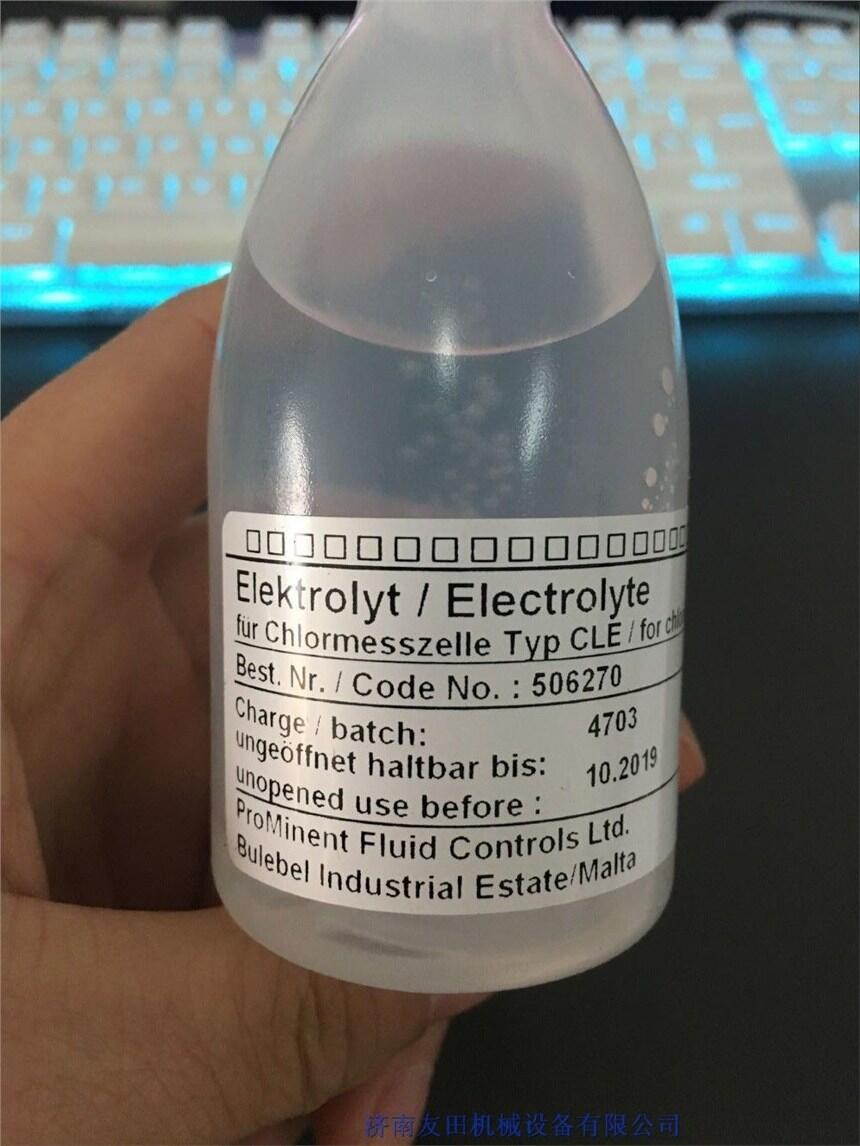 □□□□□□□□□□□□□□□□□
Elektrolyt / Electrolyte
für Chlormesszelle Typ CLE / for
Best. Nr. / Code No. : 506270
Charge / batch: 4703
ungeöffnet haltbar bis: 10.2019
unopened use before :
ProMinent Fluid Controls Ltd.
Bulebel Industrial Estate/Malta
济南友田机械设备有限公司